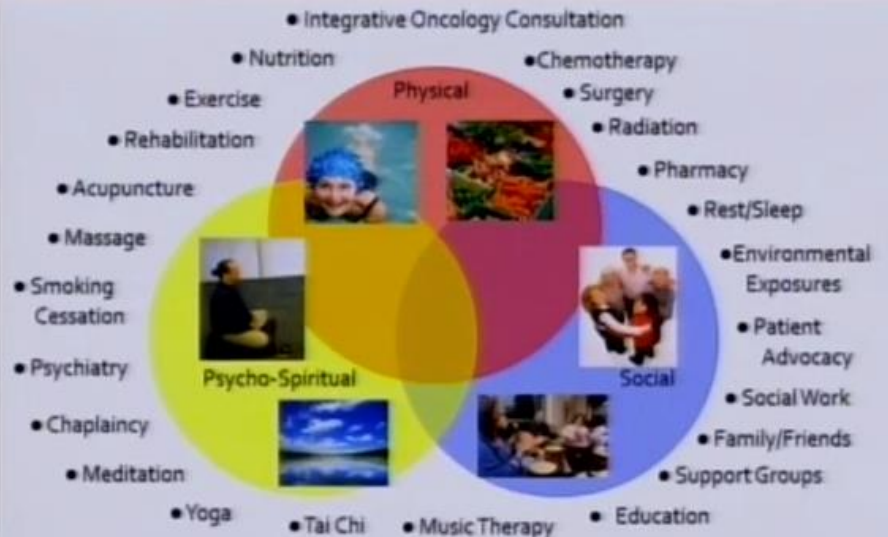 • Integrative Oncology Consultation
• Nutrition
• Chemotherapy
Physical
• Exercise
• Surgery
• Rehabilitation
• Radiation
• Acupuncture
• Pharmacy
• Massage
• Rest/Sleep
• Smoking
Cessation
• Environmental
Exposures
• Psychiatry
• Patient
Advocacy
Psycho-Spiritual
Social
• Chaplaincy
• Social Work
• Meditation
• Family/Friends
• Yoga
• Support Groups
• Tai Chi
• Music Therapy
• Education